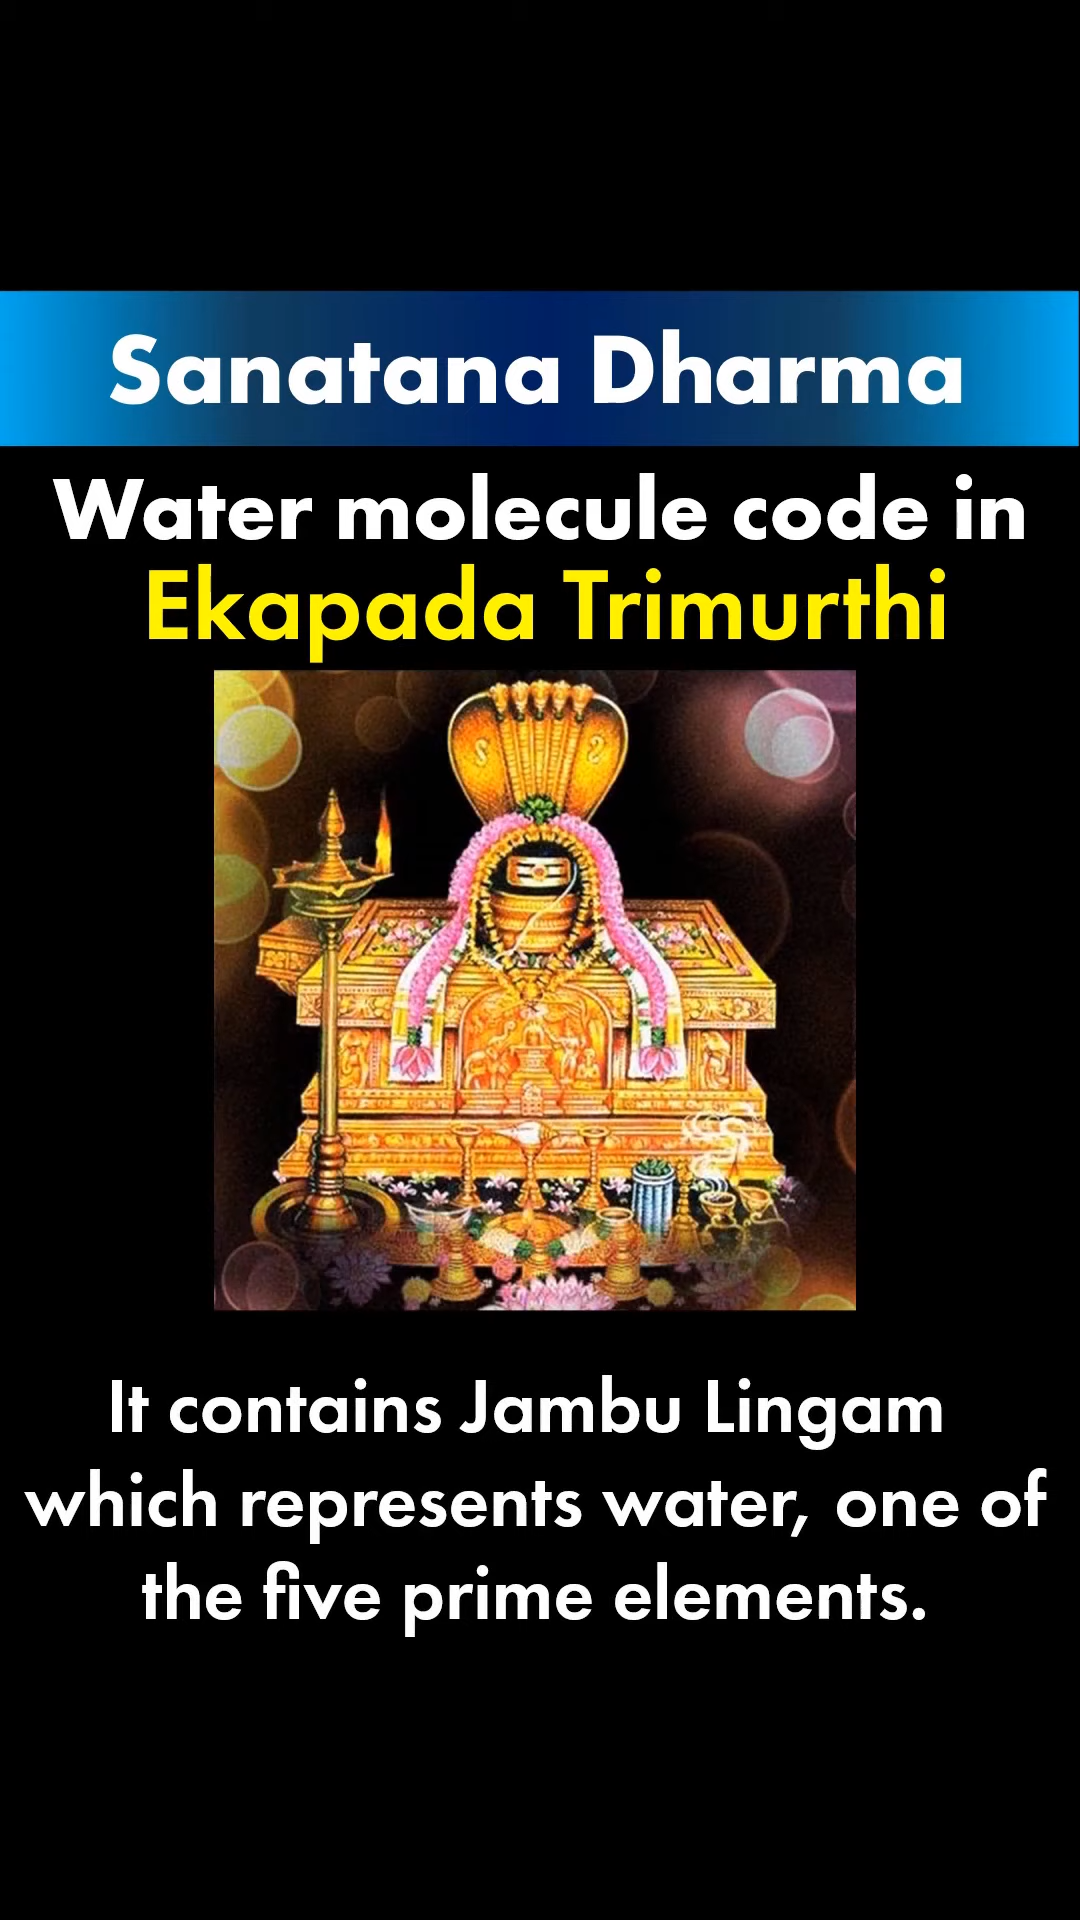 Sanatana Dharma
Water molecule code in
Ekapada Trimurthi
It contains Jambu Lingam
which represents water, one of
the five prime elements.